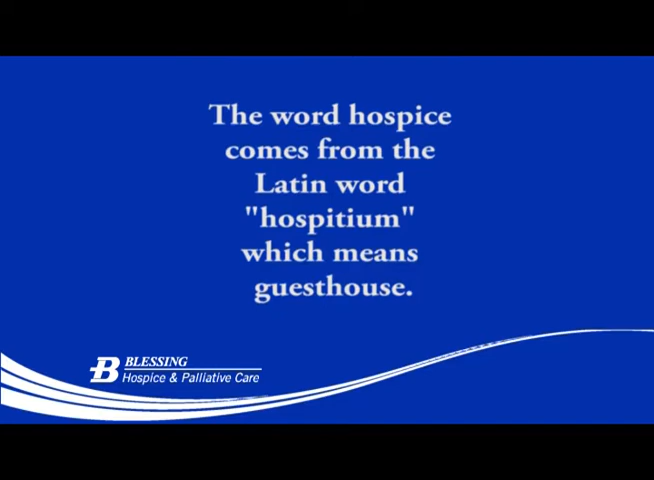 The word hospice
comes from the
Latin word
"hospitium"
which means
guesthouse.
B BLESSING
Hospice & Palliative Care